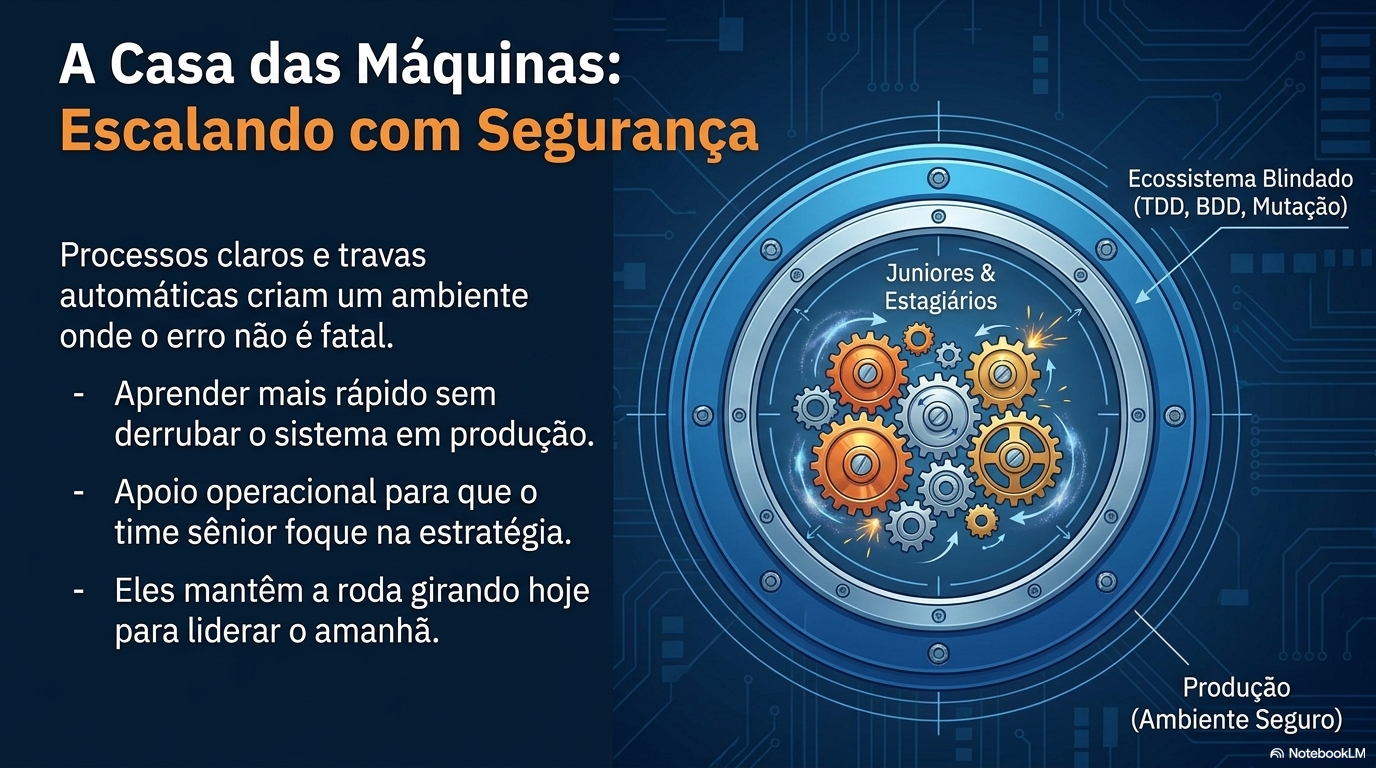 A Casa das Máquinas:
Escalando com Segurança
Processos claros e travas
automáticas criam um ambiente
onde o erro não é fatal.
- Aprender mais rápido sem
derrubar o sistema em produção.
- Apoio operacional para que o
time sênior foque na estratégia.
- Eles mantêm a roda girando hoje
para liderar o amanhã.
Ecossistema Blindado
(TDD, BDD, Mutação)
Juniores &
Estagiários
Produção
(Ambiente Seguro)
NotebookLM